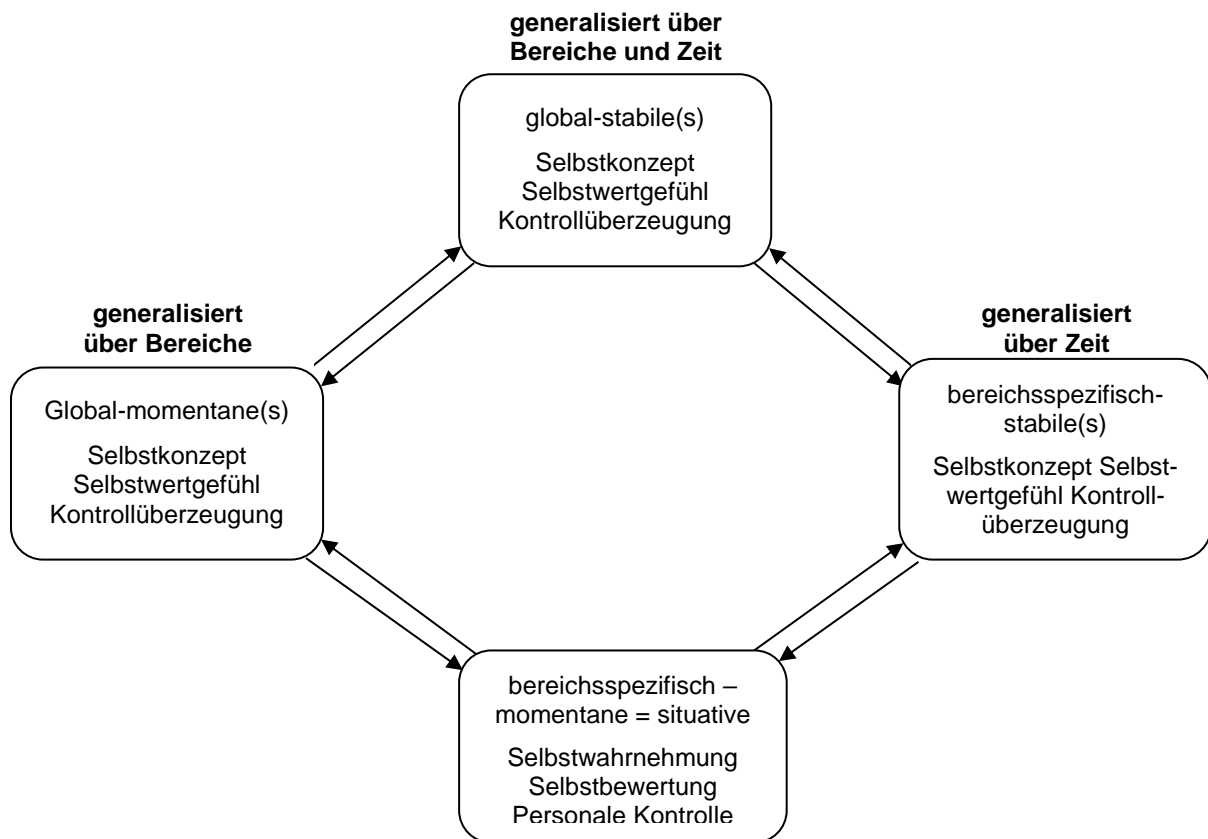 generalisiert über
Bereiche und Zeit
global-stabile(s)
Selbstkonzept
Selbstwertgefühl
Kontrollüberzeugung
generalisiert
über Bereiche
Global-momentane(s)
Selbstkonzept
Selbstwertgefühl
Kontrollüberzeugung
generalisiert
über Zeit
bereichsspezifisch-
stabile(s)
Selbstkonzept Selbst-
wertgefühl Kontroll-
überzeugung
bereichsspezifisch –
momentane = situative
Selbstwahrnehmung
Selbstbewertung
Personale Kontrolle